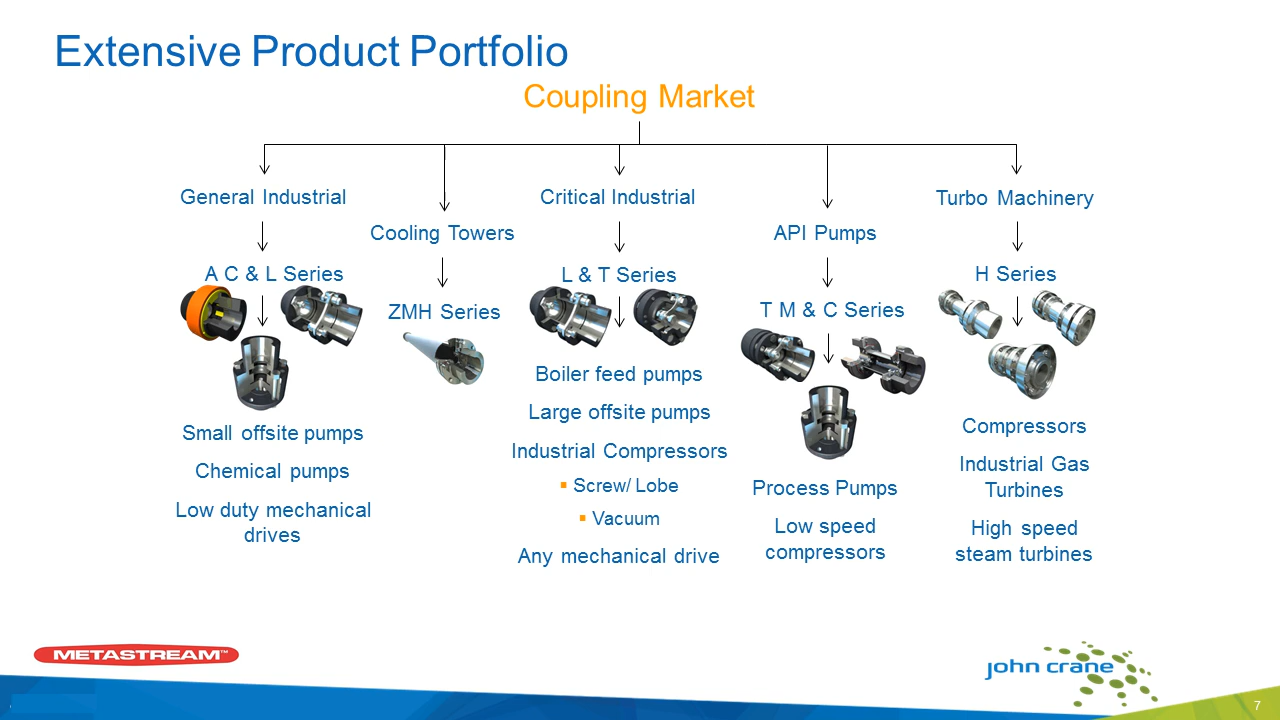 Extensive Product Portfolio
Coupling Market
General Industrial
A C & L Series
Small offsite pumps
Chemical pumps
Low duty mechanical
drives
Cooling Towers
ZMH Series
Critical Industrial
L & T Series
Boiler feed pumps
Large offsite pumps
Industrial Compressors
▪ Screw/ Lobe
▪ Vacuum
Any mechanical drive
API Pumps
T M & C Series
Process Pumps
Low speed
compressors
Turbo Machinery
H Series
Compressors
Industrial Gas
Turbines
High speed
steam turbines
METASTREAM™
john crane
7